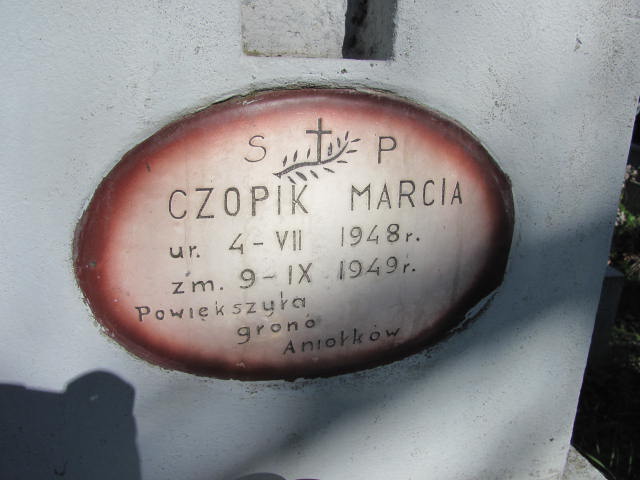 S P
CZOPIK MARCIA
ur. 4-VII 1948r.
zm. 9-IX 1949r.
Powiększyła
grono
Aniołków